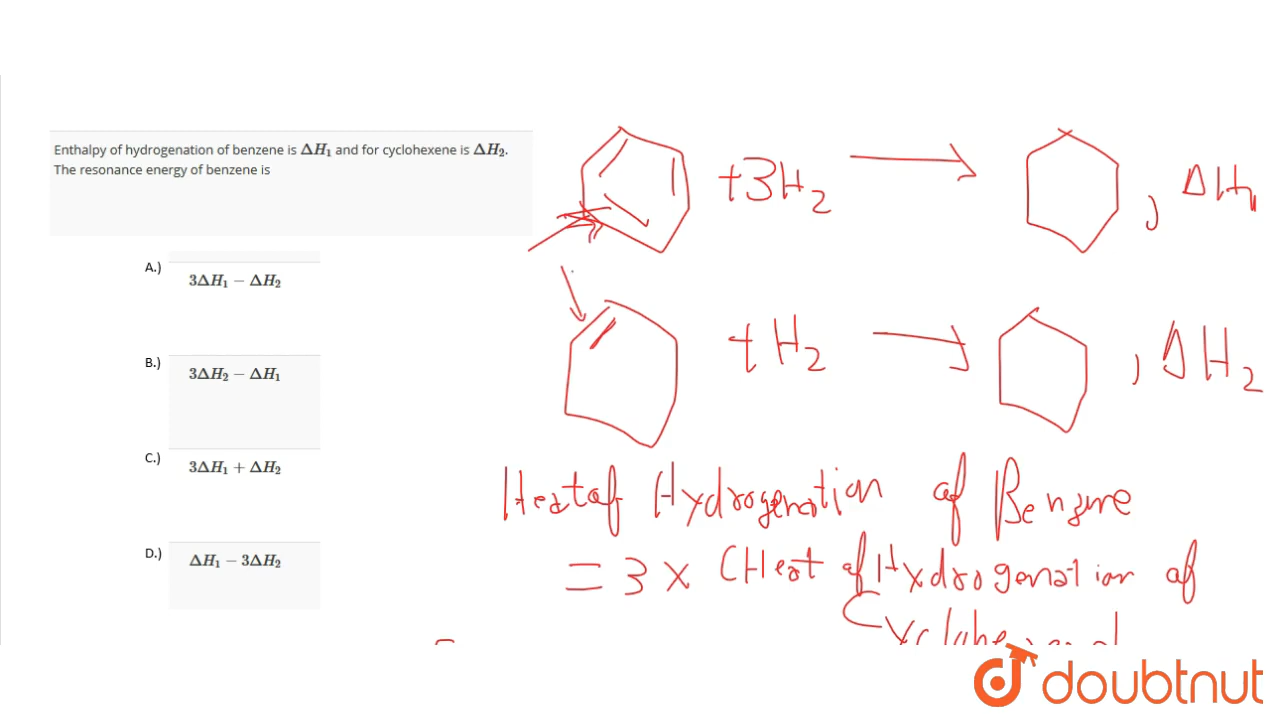 Enthalpy of hydrogenation of benzene is ΔH₁ and for cyclohexene is ΔH₂.
The resonance energy of benzene is
A.) 3ΔH₁ − ΔH₂
B.) 3ΔH₂ − ΔH₁
C.) 3ΔH₁ + ΔH₂
D.) ΔH₁ − 3ΔH₂
+3H₂ → , ΔH₁
+ H₂ → , ΔH₂
Heat of Hydrogenation of Benzene
= 3 × (Heat of Hydrogenation of
doubtnut